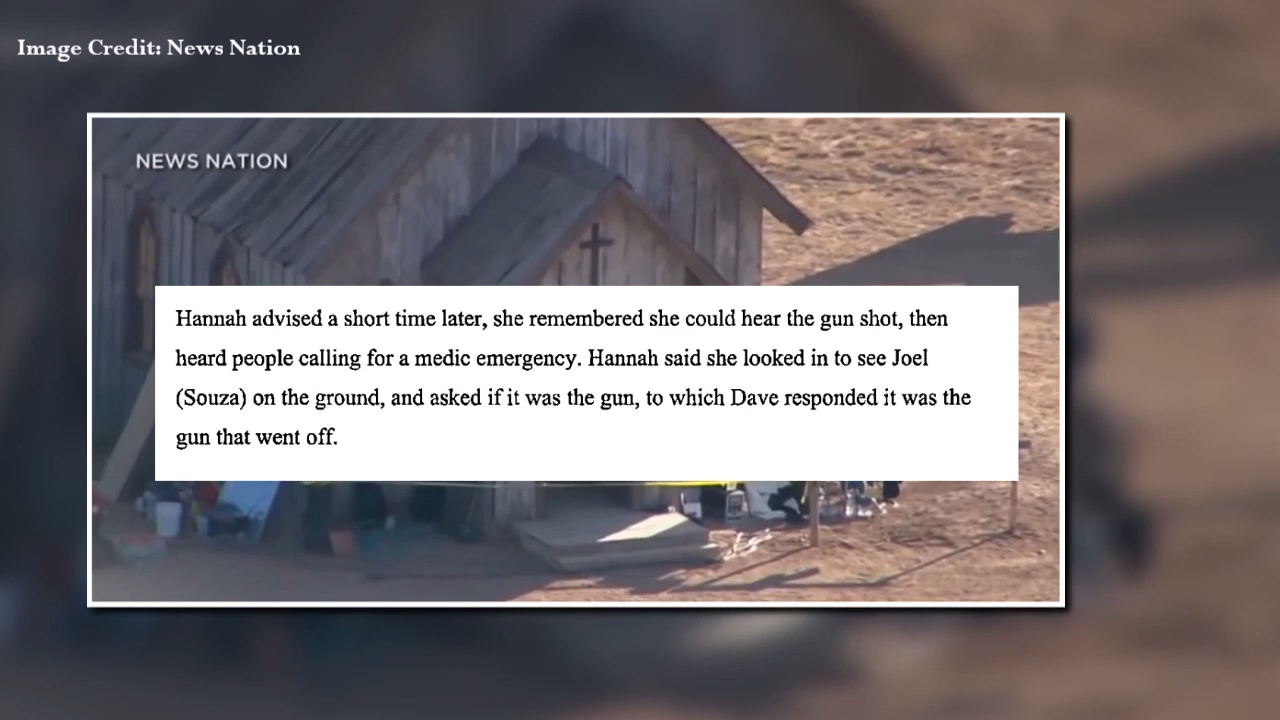 Image Credit: News Nation
NEWS NATION
Hannah advised a short time later, she remembered she could hear the gun shot, then
heard people calling for a medic emergency. Hannah said she looked in to see Joel
(Souza) on the ground, and asked if it was the gun, to which Dave responded it was the
gun that went off.